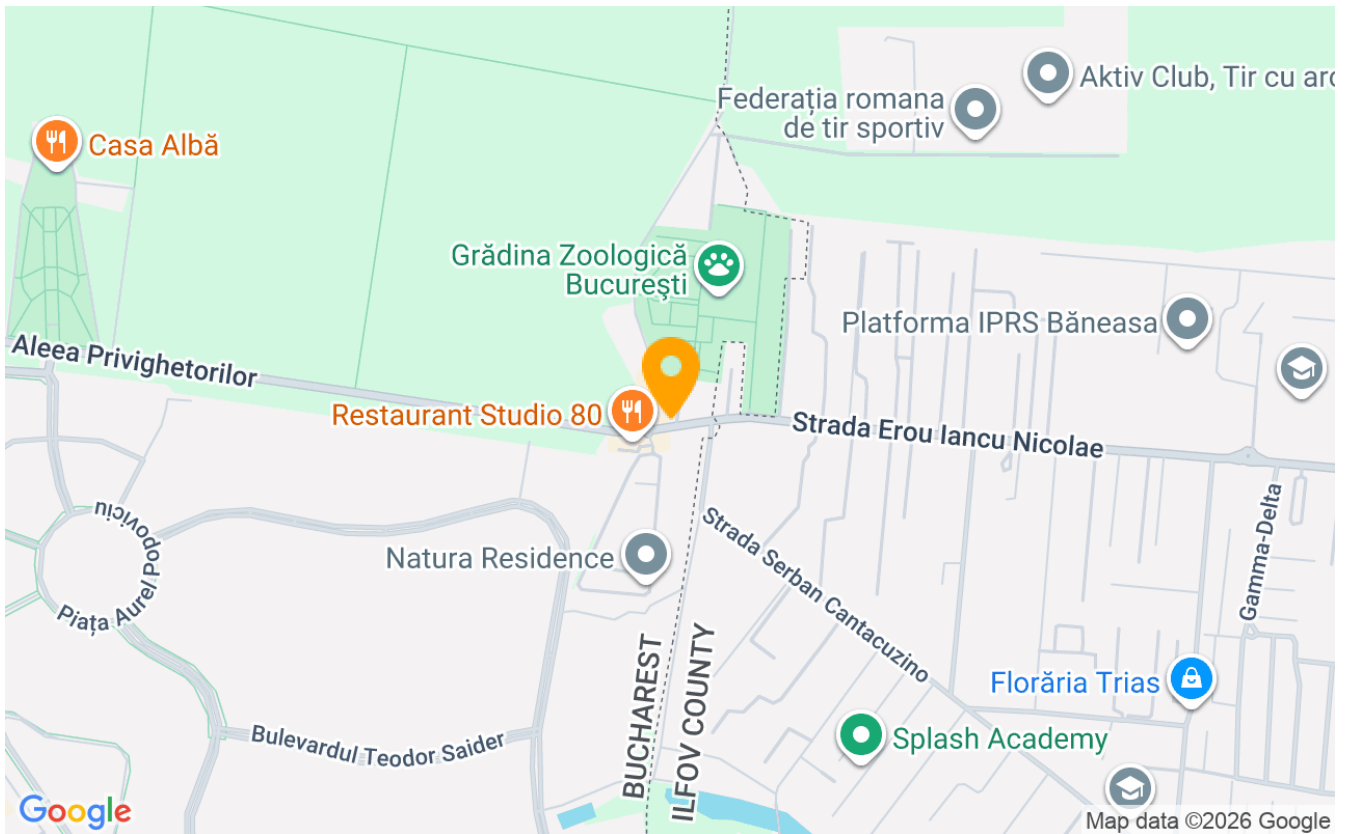 Aktiv Club, Tir cu arc
Federația romana
de tir sportiv
Casa Albă
Grădina Zoologică
București
Platforma IPRS Băneasa
Aleea Privighetorilor
Restaurant Studio 80
Strada Erou Iancu Nicolae
Piața Aurel Popoviciu
Natura Residence
Strada Serban Cantacuzino
Gamma-Delta
BUCHAREST
ILFOV COUNTY
Florăria Trias
Bulevardul Teodor Saider
Splash Academy
Google
Map data ©2026 Google